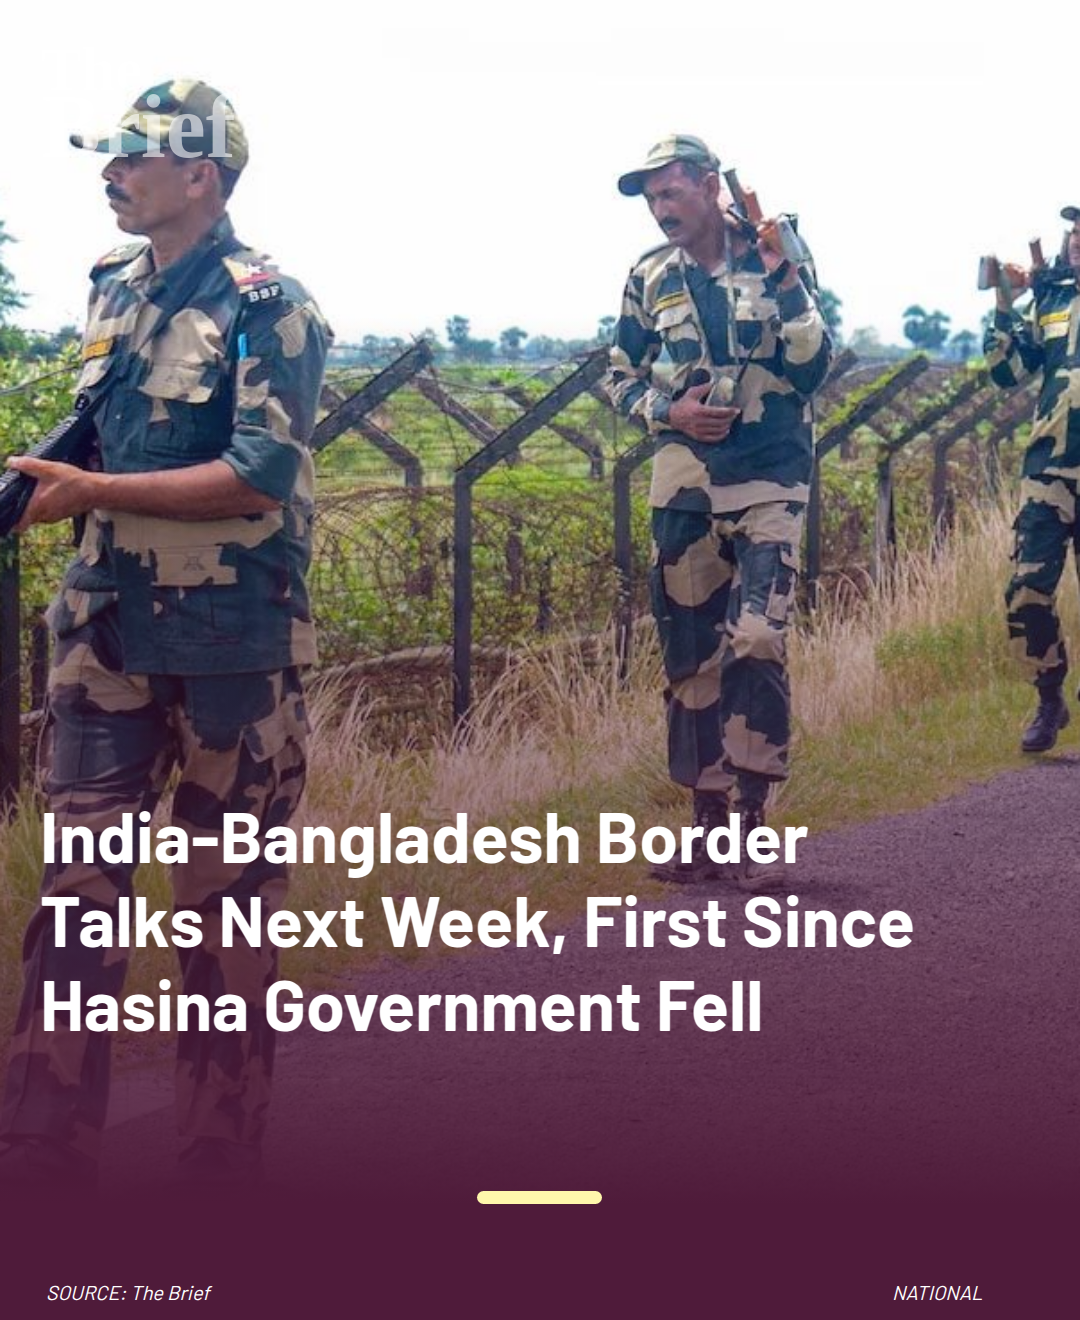 Brief
BSF
India-Bangladesh Border
Talks Next Week, First Since
Hasina Government Fell
SOURCE: The Brief
NATIONAL